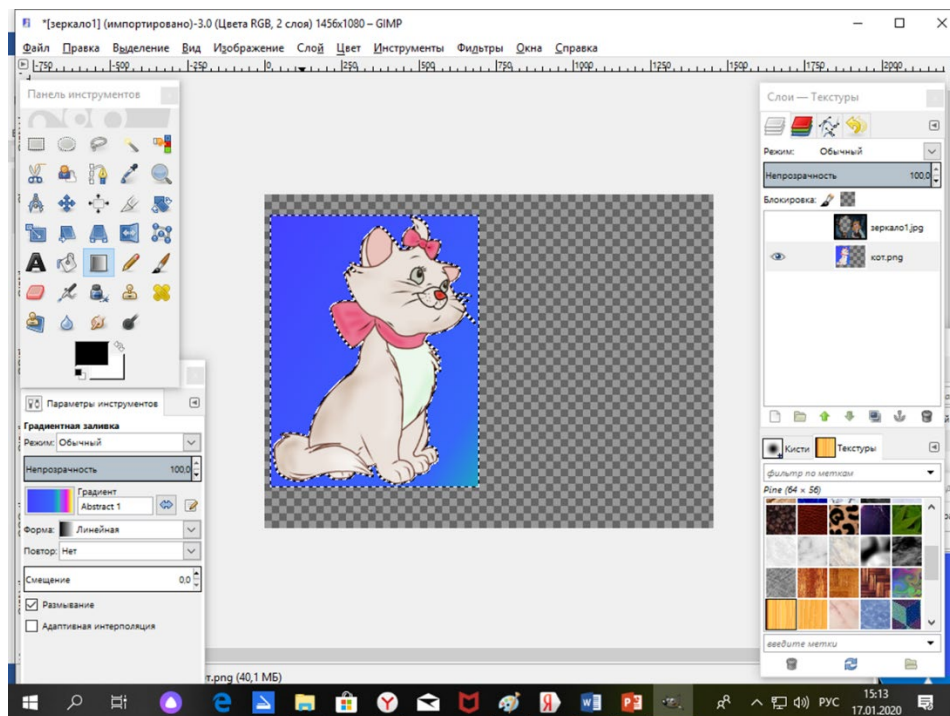 *[зеркало1] (импортировано)-3.0 (Цвета RGB, 2 слоя) 1456x1080 – GIMP
Файл Правка Выделение Вид Изображение Слой Цвет Инструменты Фильтры Окна Справка
-750 -500 -250 0 250 500 750 1000 1250 1500 1750 2000
Панель инструментов
Параметры инструментов
Градиентная заливка
Режим: Обычный
Непрозрачность 100,0
Градиент
Abstract 1
Форма: Линейная
Повтор: Нет
Смещение 0,0
Размывание
Адаптивная интерполяция
т.png (40,1 МБ)
Слои — Текстуры
Режим: Обычный
Непрозрачность 100,0
Блокировка:
зеркало1.jpg
кот.png
Кисти Текстуры
фильтр по меткам
Pine (64 × 56)
введите метки
РУС
15:13
17.01.2020